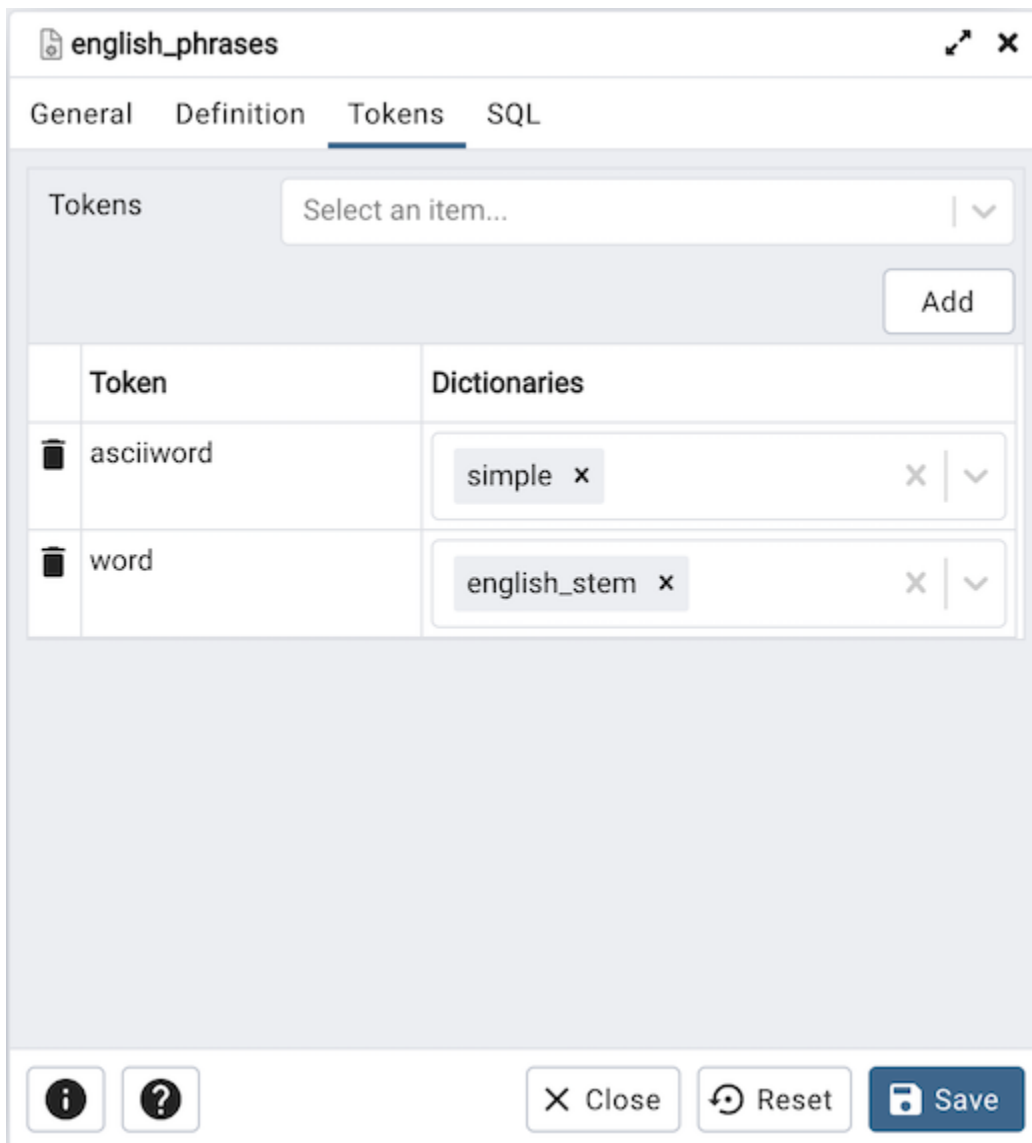 english_phrases
General Definition Tokens SQL
Tokens Select an item...
Add
Token Dictionaries
asciiword simple
word english_stem
Close Reset Save